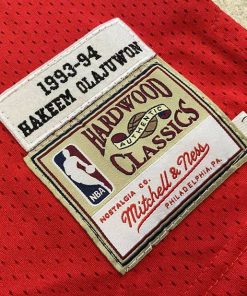 1993-94
HAKEEM OLAJUWON
HARDWOOD
AUTHENTIC
CLASSICS
NBA
NOSTALGIA CO.
Mitchell & Ness
PHILADELPHIA, PA.